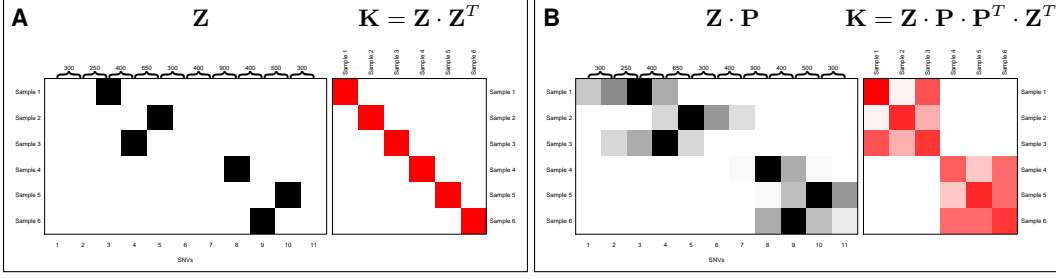 A Z K = Z · Z^T
300 250 400 650 300 400 900 400 500 300
Sample 1 Sample 2 Sample 3 Sample 4 Sample 5 Sample 6
Sample 1 Sample 1
Sample 2 Sample 2
Sample 3 Sample 3
Sample 4 Sample 4
Sample 5 Sample 5
Sample 6 Sample 6
1 2 3 4 5 6 7 8 9 10 11
SNVs
B Z · P K = Z · P · P^T · Z^T
300 250 400 650 300 400 900 400 500 300
Sample 1 Sample 2 Sample 3 Sample 4 Sample 5 Sample 6
Sample 1 Sample 1
Sample 2 Sample 2
Sample 3 Sample 3
Sample 4 Sample 4
Sample 5 Sample 5
Sample 6 Sample 6
1 2 3 4 5 6 7 8 9 10 11
SNVs